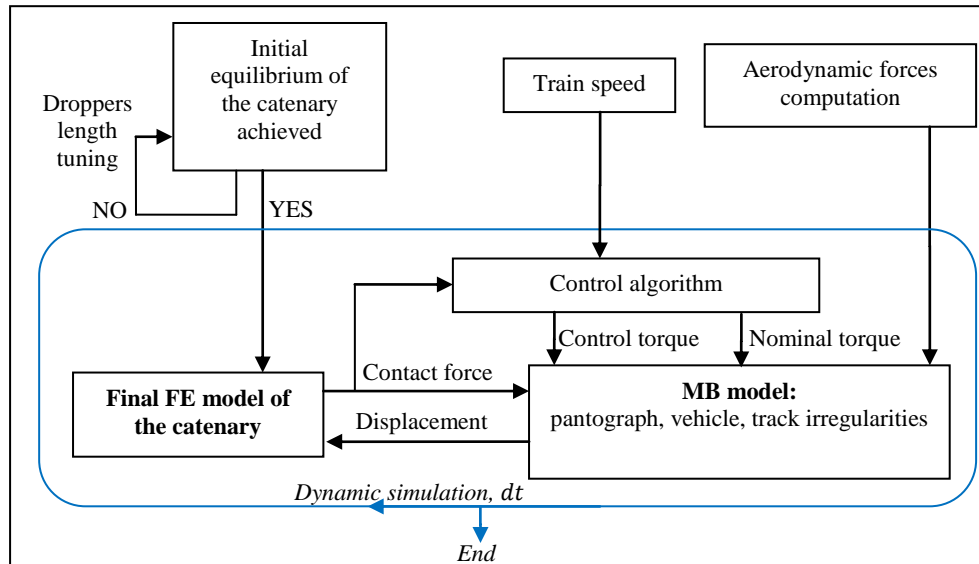 Initial
equilibrium of
the catenary
achieved
Droppers
length
tuning
NO
YES
Train speed
Aerodynamic forces
computation
Control algorithm
Control torque
Nominal torque
Contact force
Displacement
Final FE model of
the catenary
MB model:
pantograph, vehicle, track irregularities
Dynamic simulation, dt
End